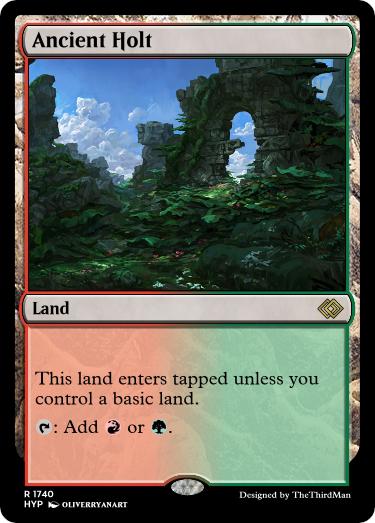 Ancient Holt
Land
This land enters tapped unless you
control a basic land.
: Add or .
R 1740
HYP OLIVERRYANART
Designed by TheThirdMan